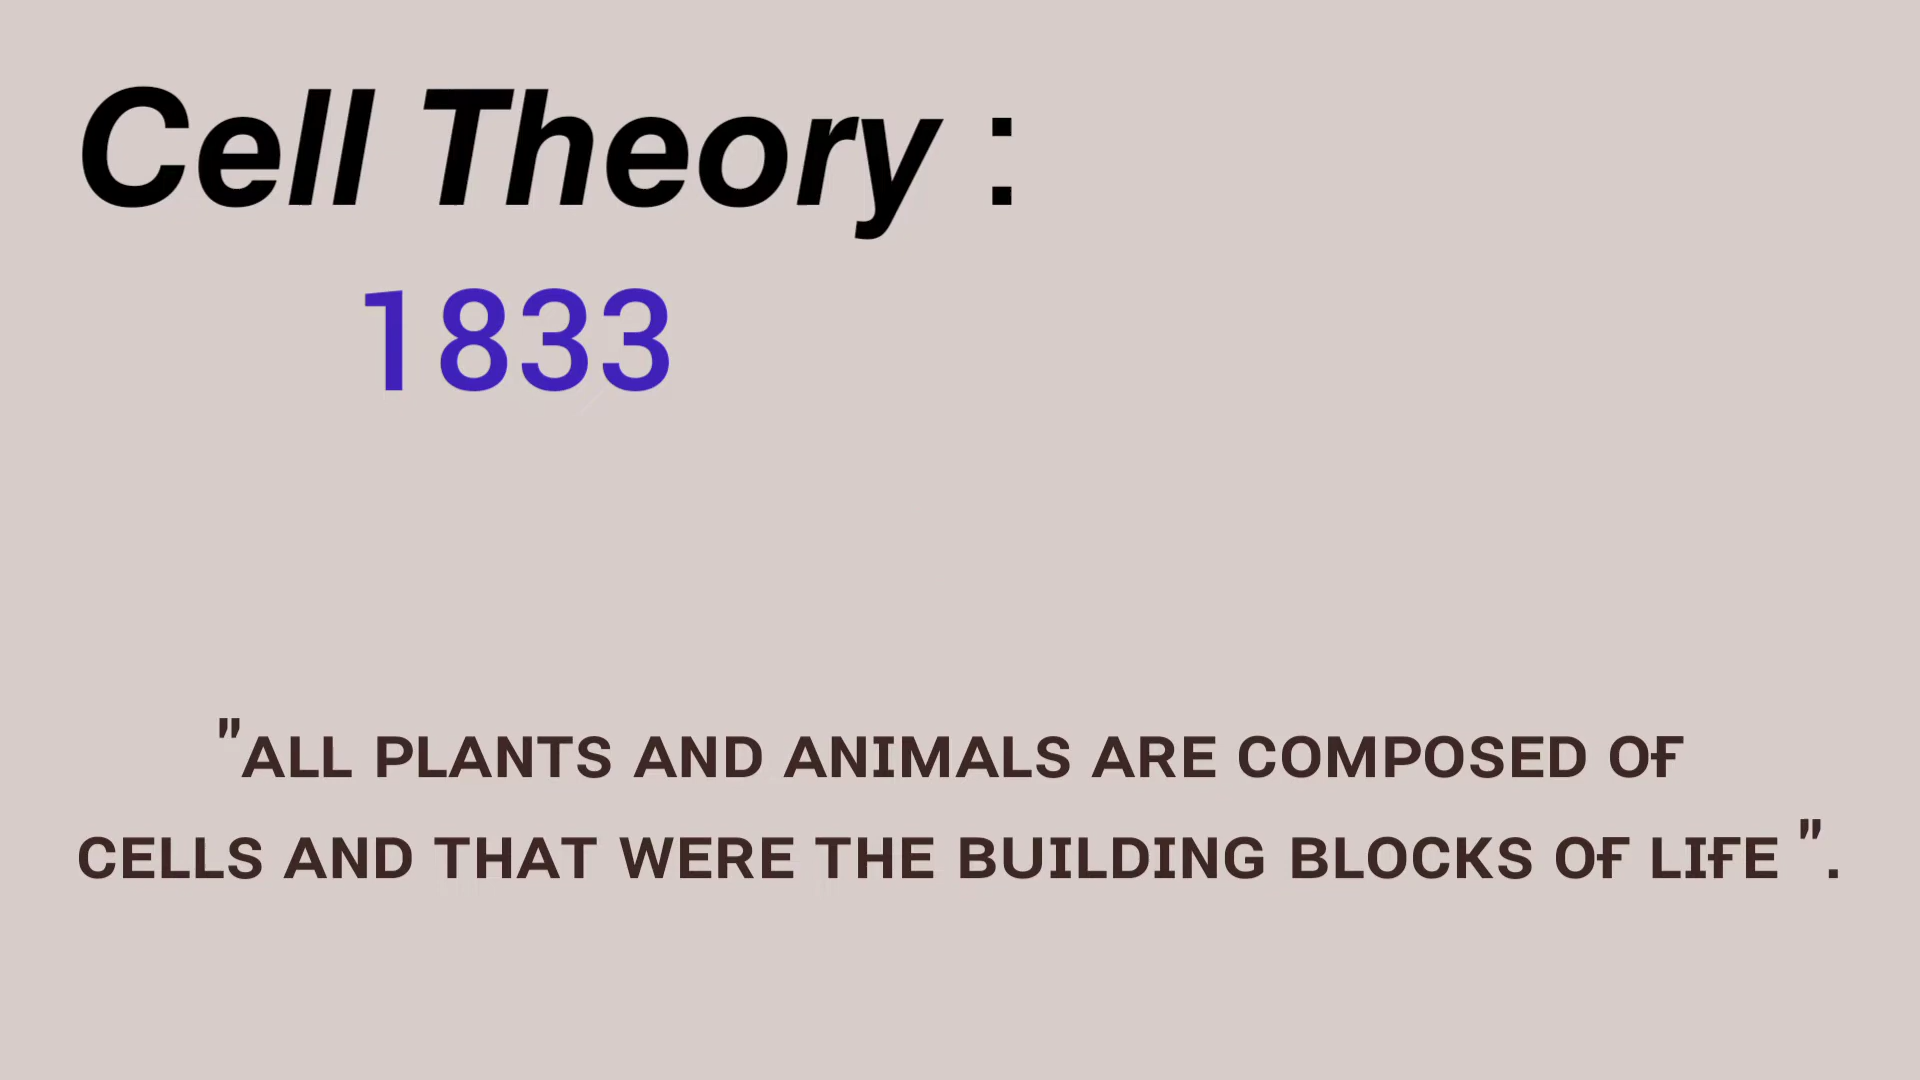 Cell Theory :
1833
"ALL PLANTS AND ANIMALS ARE COMPOSED OF
CELLS AND THAT WERE THE BUILDING BLOCKS OF LIFE ".